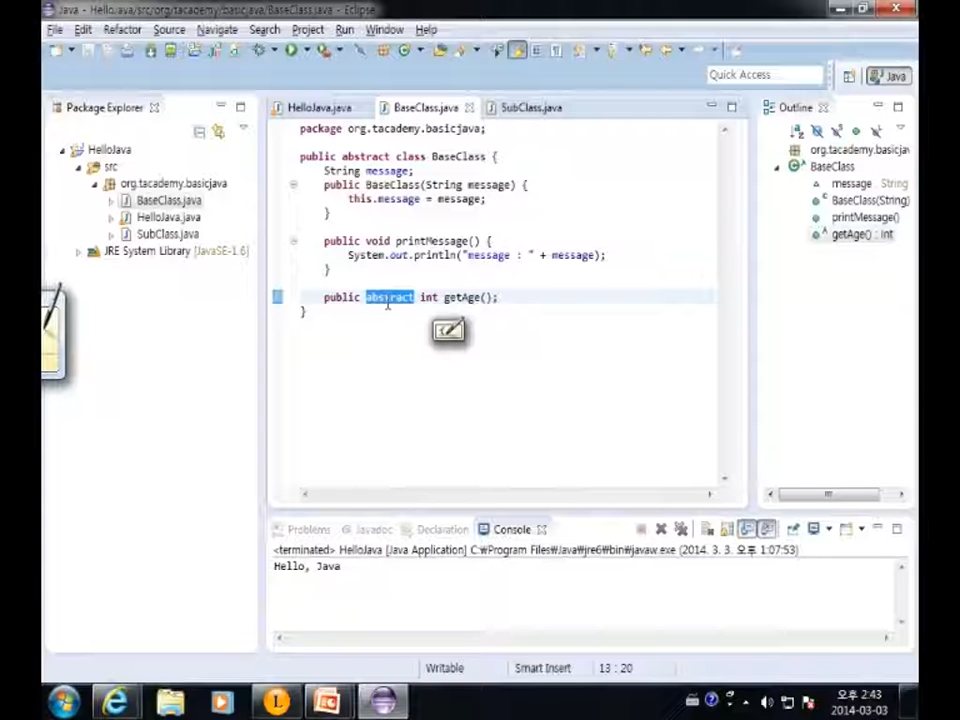 Java - HelloJava/src/org/tacademy/basicjava/BaseClass.java - Eclipse
File Edit Refactor Source Navigate Search Project Run Window Help
Quick Access
Java
Package Explorer
HelloJava.java
BaseClass.java
SubClass.java
Outline
HelloJava
src
org.tacademy.basicjava
BaseClass.java
HelloJava.java
SubClass.java
JRE System Library [JavaSE-1.6]
package org.tacademy.basicjava;
public abstract class BaseClass {
String message;
public BaseClass(String message) {
this.message = message;
}
public void printMessage() {
System.out.println("message : " + message);
}
public abstract int getAge();
}
org.tacademy.basicjav
BaseClass
message : String
BaseClass(String)
printMessage()
getAge() : int
Problems
Javadoc
Declaration
Console
<terminated> HelloJava [Java Application] C:₩Program Files₩Java₩jre6₩bin₩javaw.exe (2014. 3. 3. 오후 1:07:53)
Hello, Java
Writable
Smart Insert
13 : 20
오후 2:43
2014-03-03